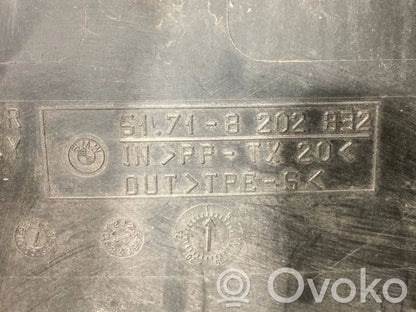 51.71-8 202 832
IN>PP-TX 20<
OUT>TPE-S<
Ovoko